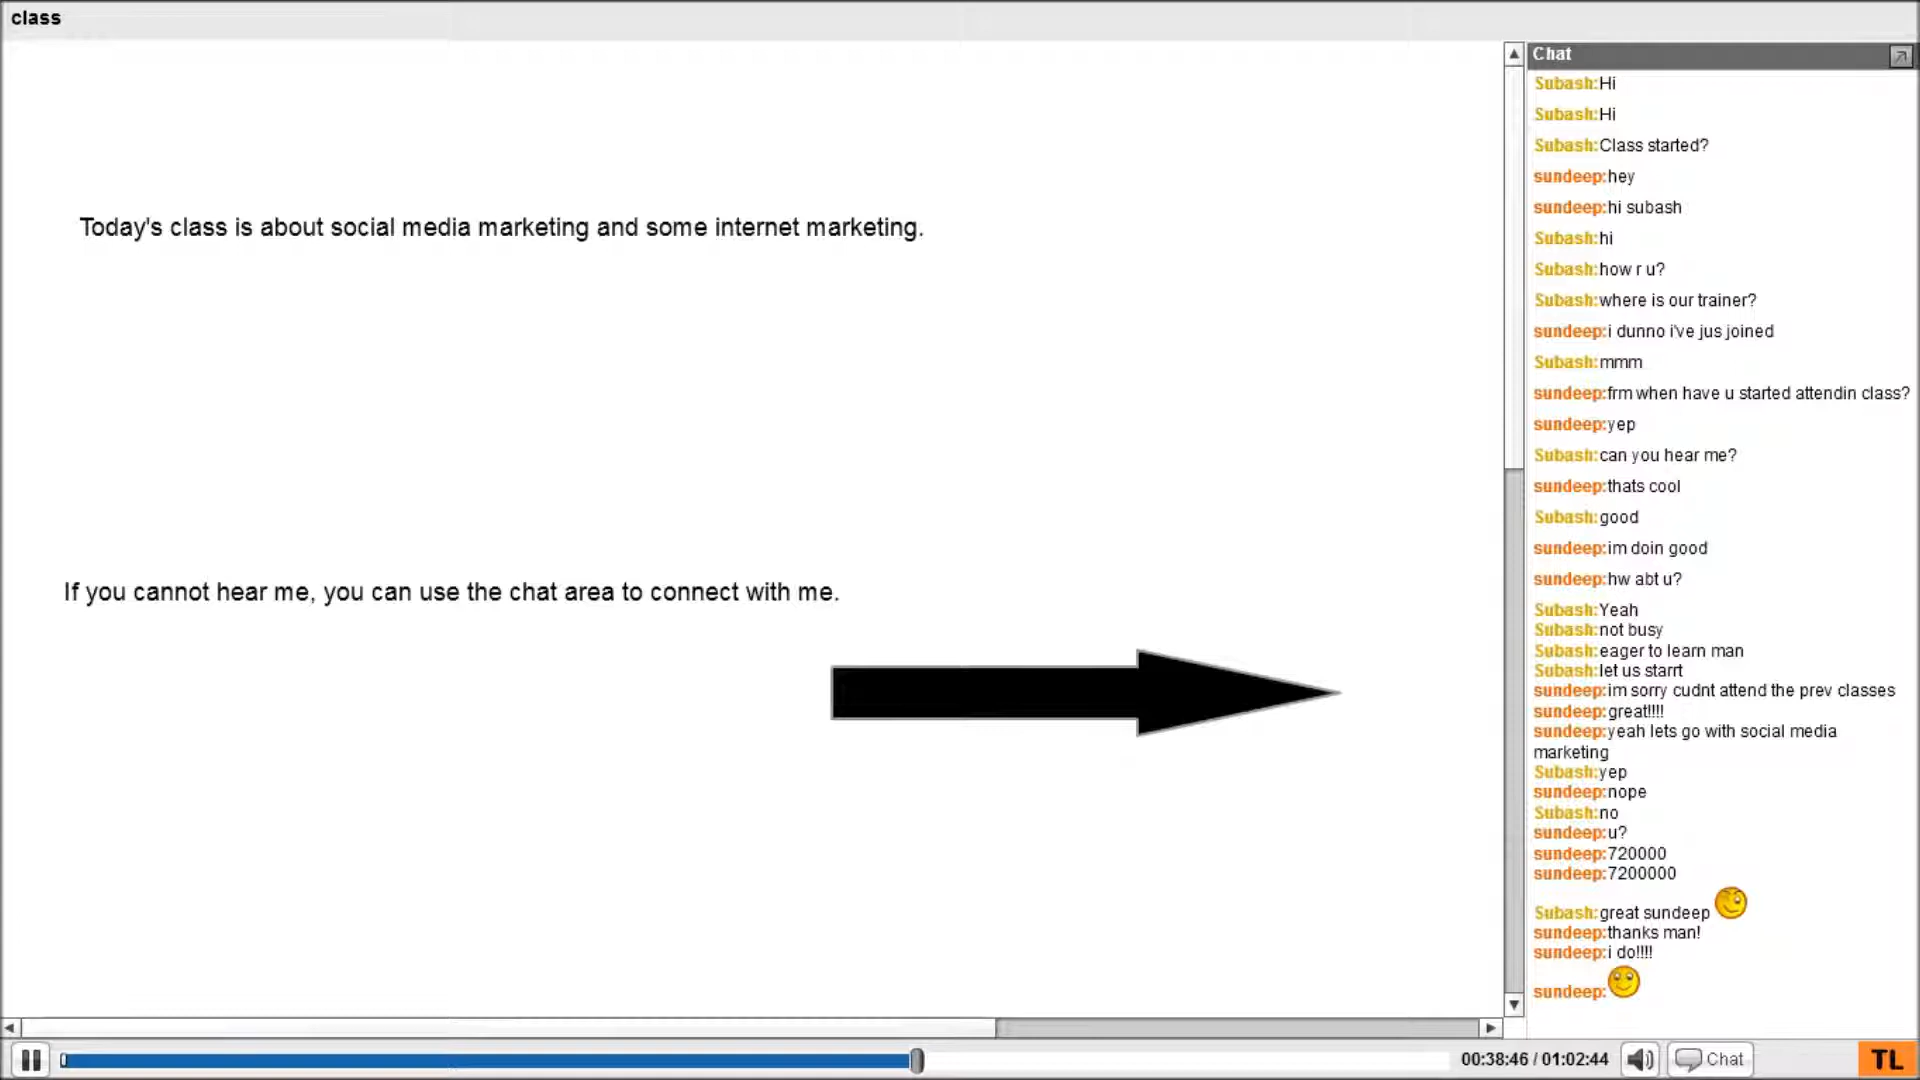 class
Today's class is about social media marketing and some internet marketing.
If you cannot hear me, you can use the chat area to connect with me.
Chat
Subash:Hi
Subash:Hi
Subash:Class started?
sundeep:hey
sundeep:hi subash
Subash:hi
Subash:how r u?
Subash:where is our trainer?
sundeep:i dunno i've jus joined
Subash:mmm
sundeep:frm when have u started attendin class?
sundeep:yep
Subash:can you hear me?
sundeep:thats cool
Subash:good
sundeep:im doin good
sundeep:hw abt u?
Subash:Yeah
Subash:not busy
Subash:eager to learn man
Subash:let us starrt
sundeep:im sorry cudnt attend the prev classes
sundeep:great!!!!
sundeep:yeah lets go with social media
marketing
Subash:yep
sundeep:nope
Subash:no
sundeep:u?
sundeep:720000
sundeep:7200000
Subash:great sundeep
sundeep:thanks man!
sundeep:i do!!!!
sundeep:
00:38:46 / 01:02:44
Chat
TL